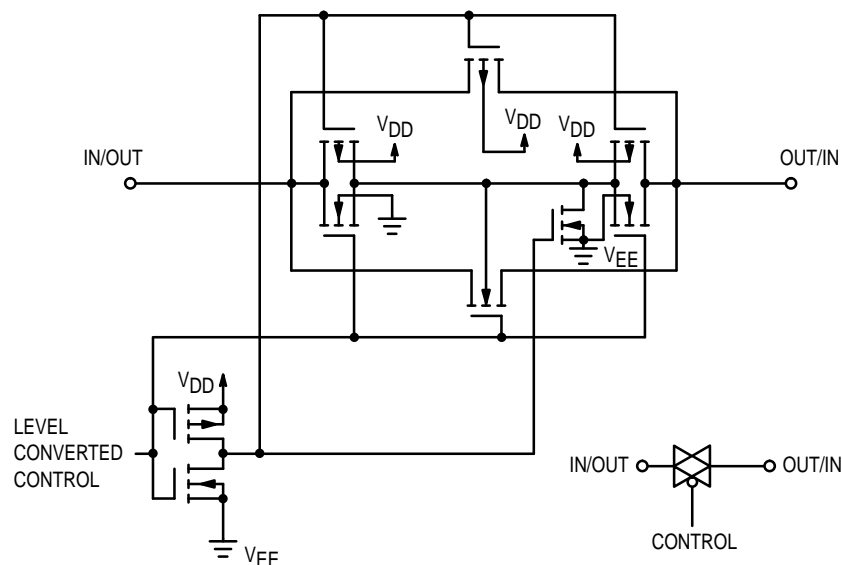 VDD
VDD
VDD
IN/OUT
OUT/IN
VEE
VDD
LEVEL
CONVERTED
CONTROL
IN/OUT
OUT/IN
CONTROL
VEE